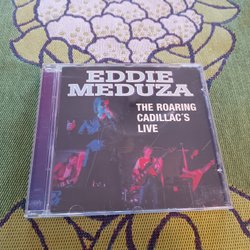 EDDIE
MEDUZA
THE ROARING
CADILLAC´S
LIVE